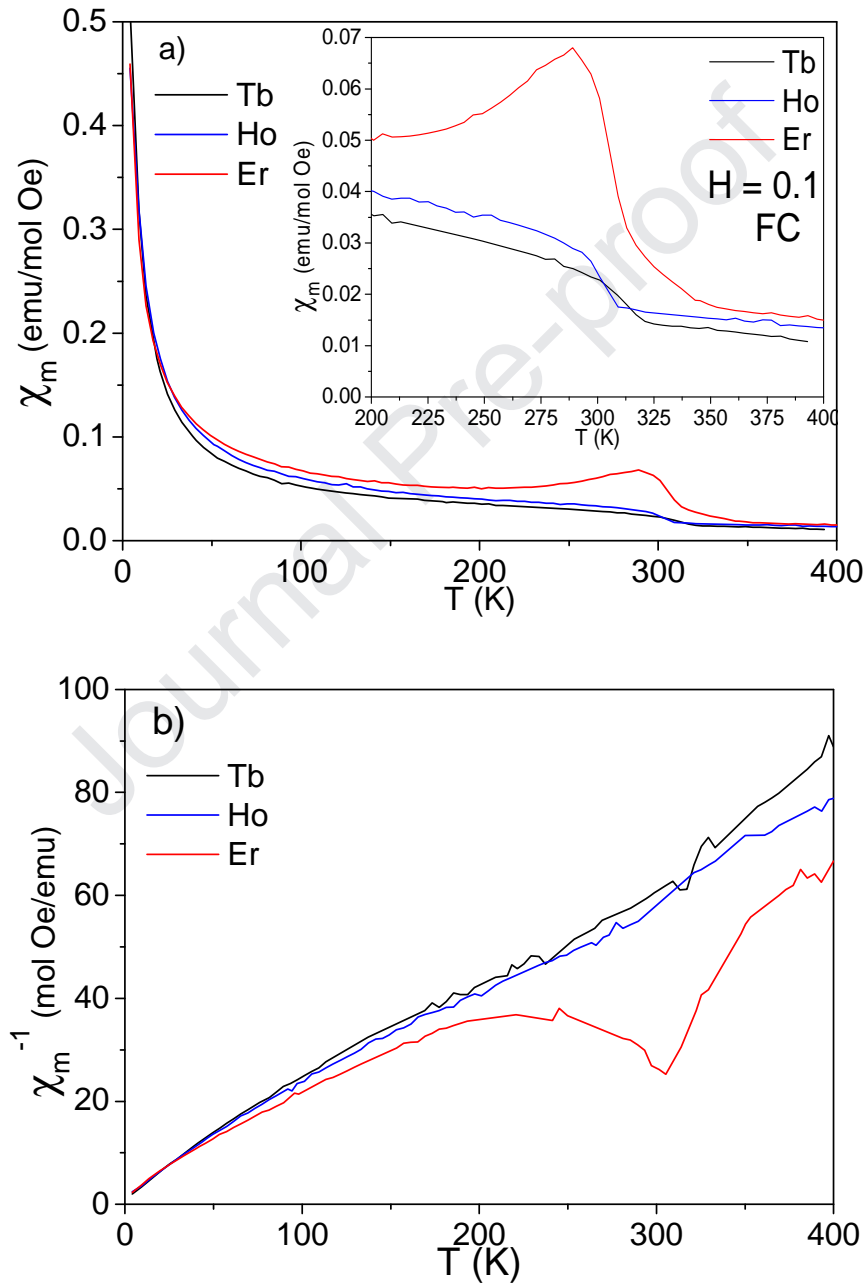 a)
Tb
Ho
Er
χm (emu/mol Oe)
0.5
0.4
0.3
0.2
0.1
0.0
0 100 200 300 400
T (K)
Tb
Ho
Er
H = 0.1
FC
χm (emu/mol Oe)
0.07
0.06
0.05
0.04
0.03
0.02
0.01
0.00
200 225 250 275 300 325 350 375 400
T (K)
Journal Pre-proof
b)
Tb
Ho
Er
χm-1 (mol Oe/emu)
100
80
60
40
20
0
0 100 200 300 400
T (K)